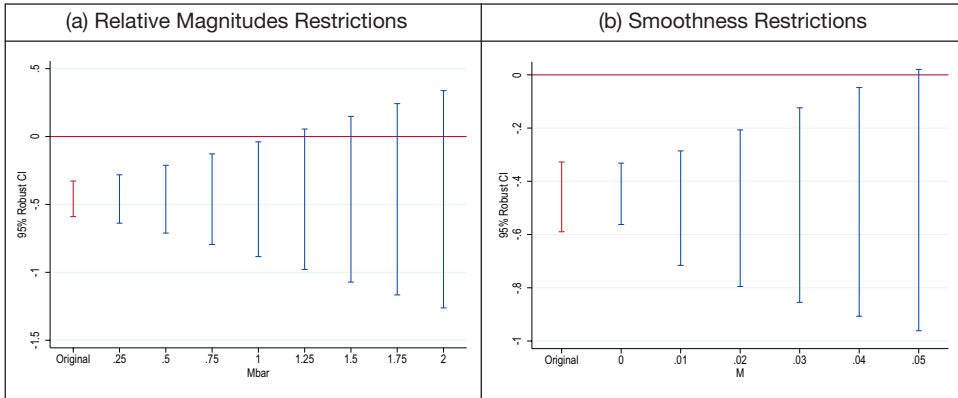 (a) Relative Magnitudes Restrictions
(b) Smoothness Restrictions
.5
0
-.5
-1
-1.5
95% Robust CI
Original .25 .5 .75 1 1.25 1.5 1.75 2
Mbar
0
-.2
-.4
-.6
-.8
-1
95% Robust CI
Original 0 .01 .02 .03 .04 .05
M